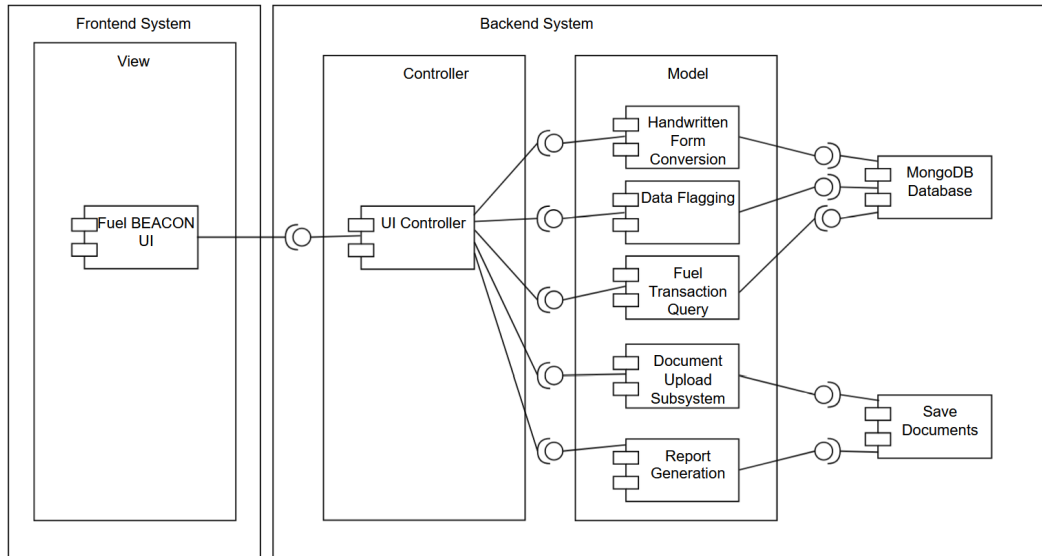 Frontend System
Backend System
View
Controller
Model
Fuel BEACON
UI
UI Controller
Handwritten
Form
Conversion
Data Flagging
Fuel
Transaction
Query
Document
Upload
Subsystem
Report
Generation
MongoDB
Database
Save
Documents